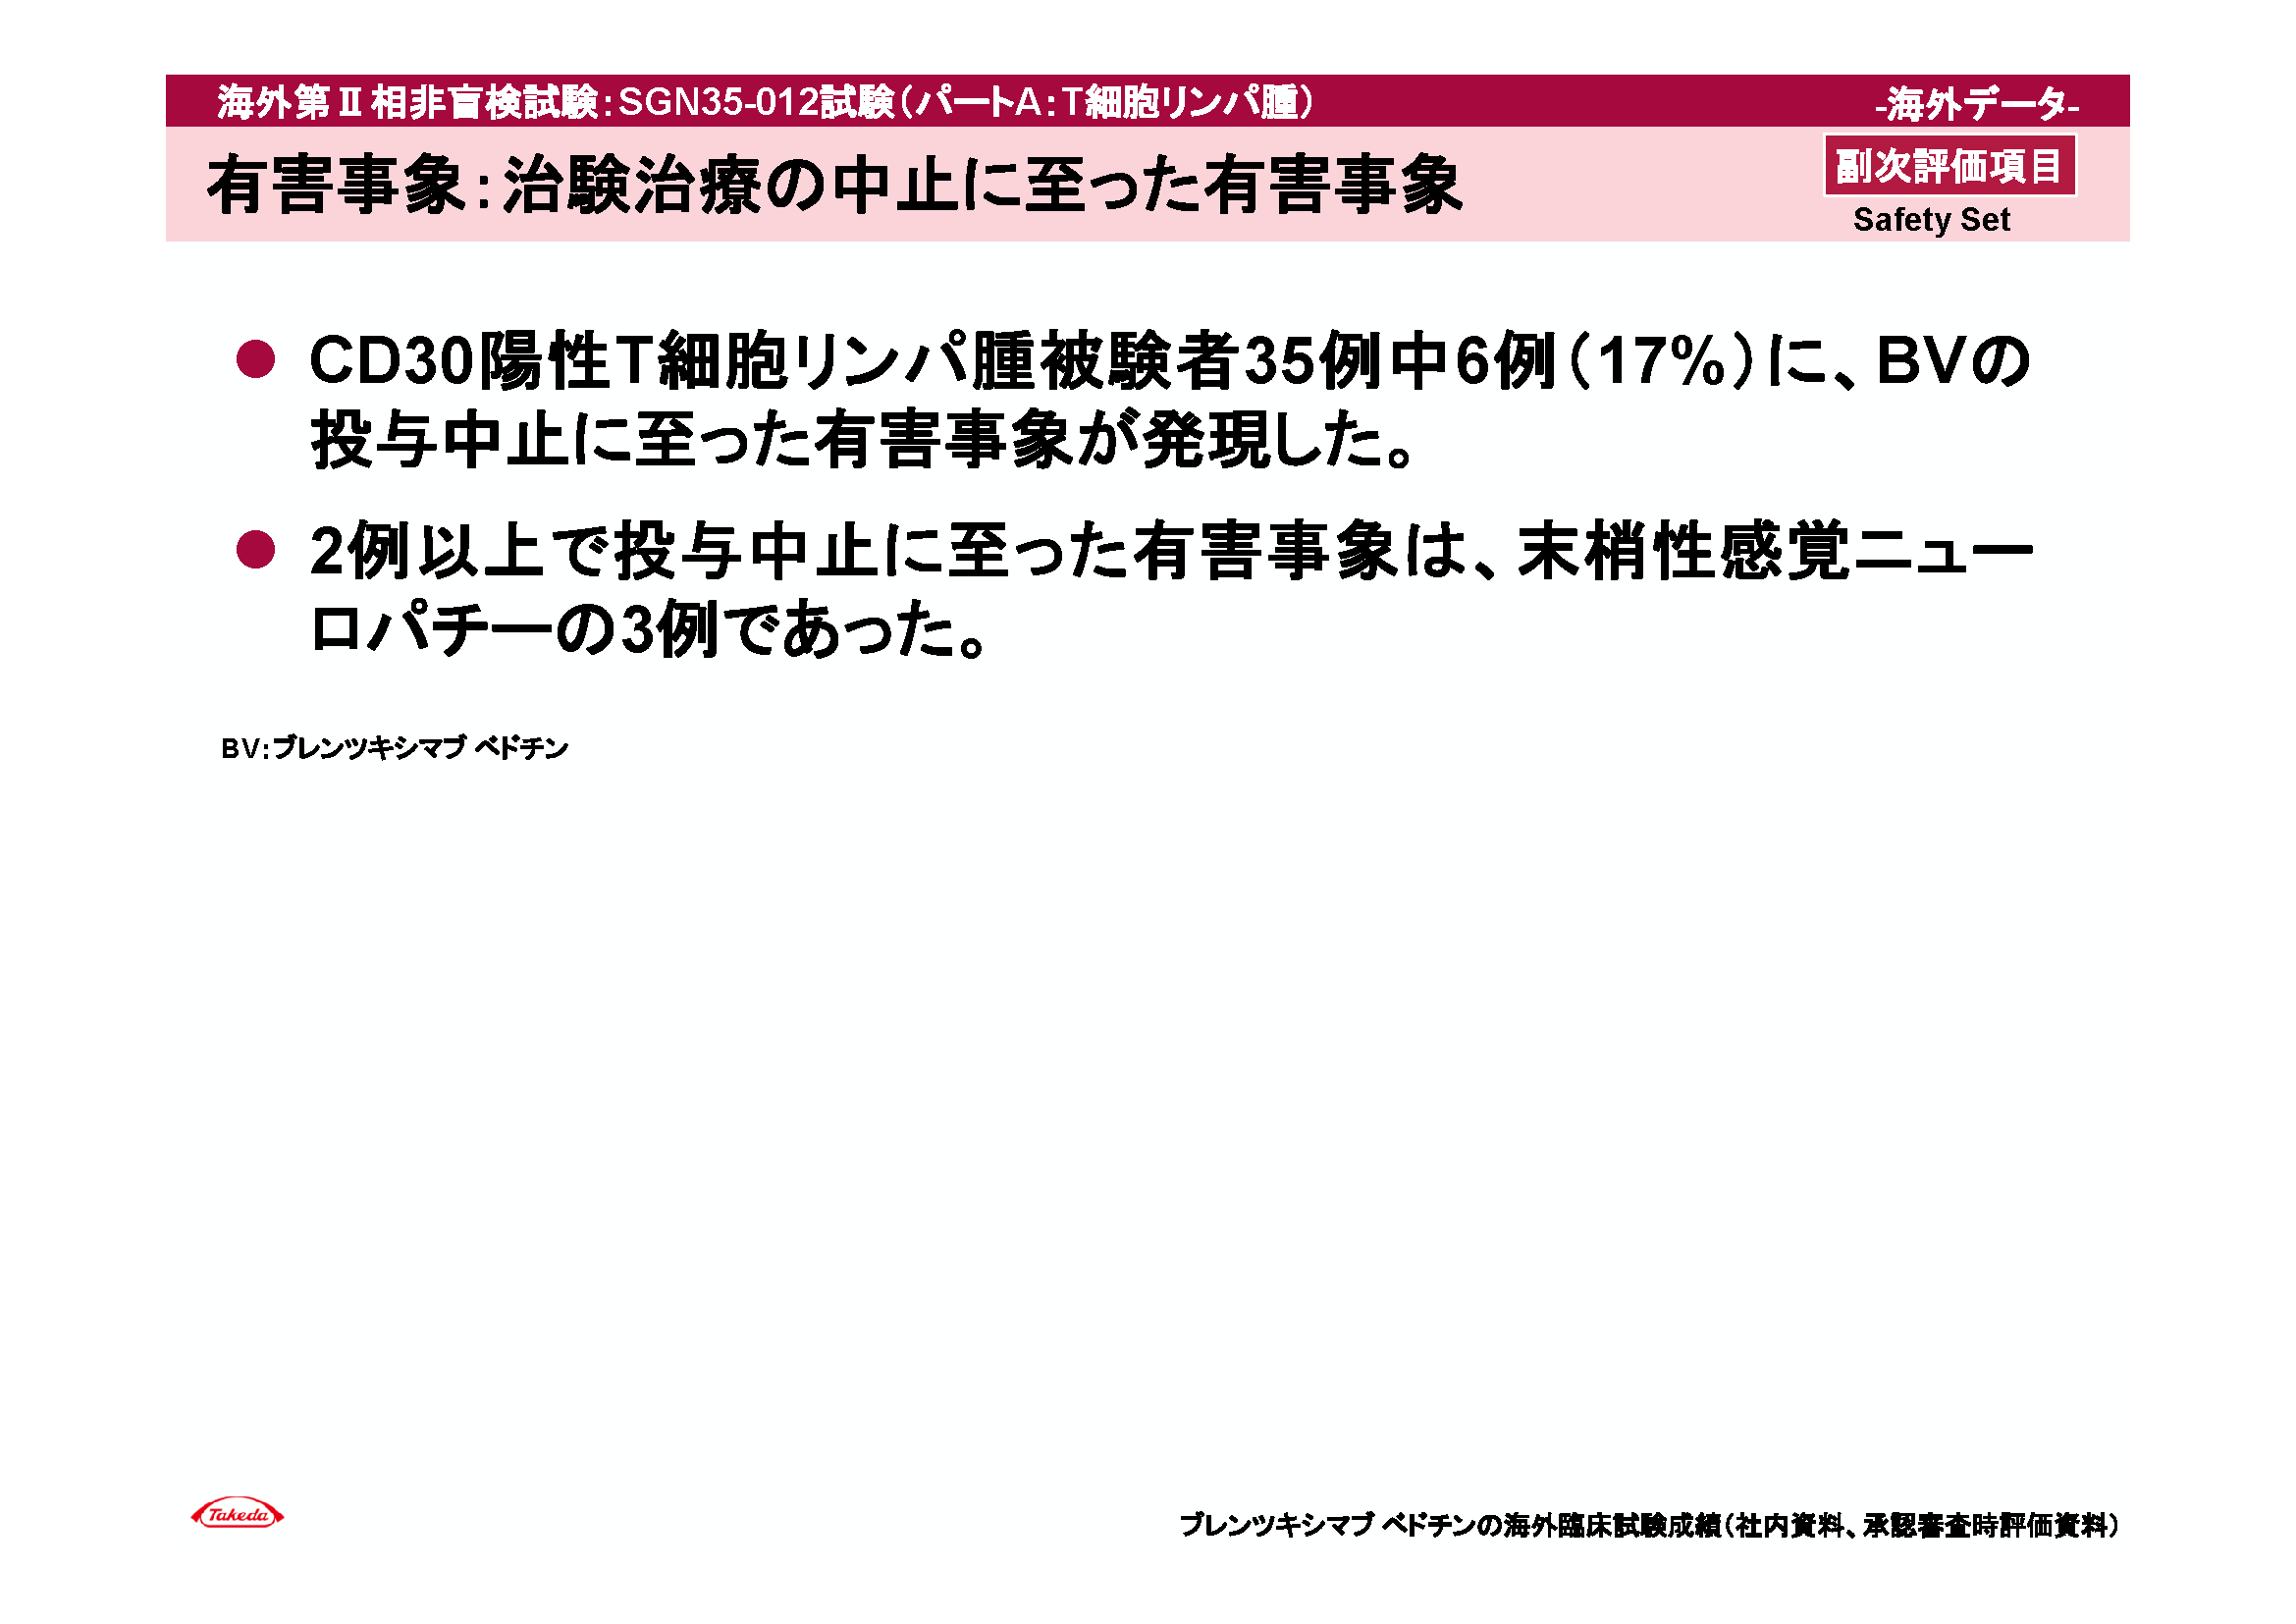 海外第Ⅱ相非盲検試験：SGN35-012試験（パートA：T細胞リンパ腫）
-海外データ-
有害事象：治験治療の中止に至った有害事象
副次評価項目
Safety Set
● CD30陽性T細胞リンパ腫被験者35例中6例（17%）に、BVの
投与中止に至った有害事象が発現した。
● 2例以上で投与中止に至った有害事象は、末梢性感覚ニュー
ロパチーの3例であった。
BV：ブレンツキシマブ ベドチン
Takeda
ブレンツキシマブ ベドチンの海外臨床試験成績（社内資料、承認審査時評価資料）